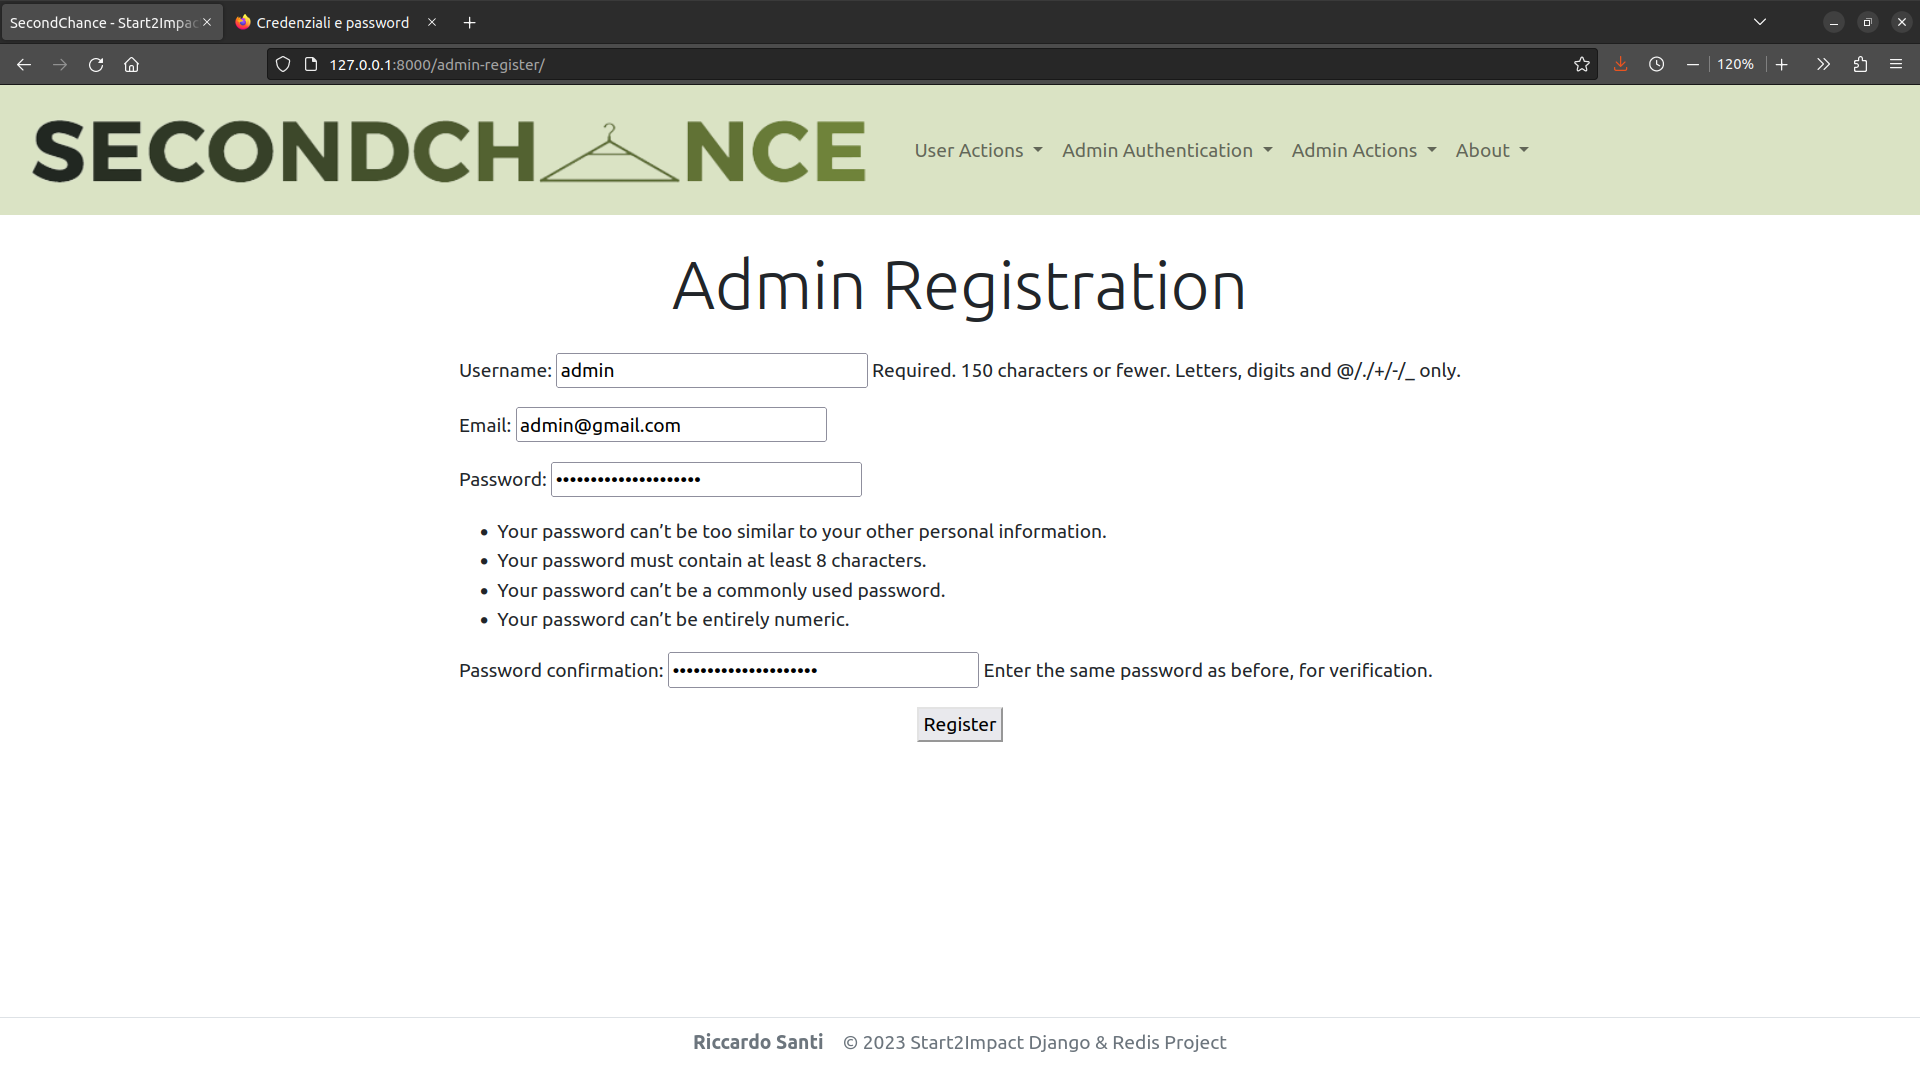 SecondChance - Start2Impac
Credenziali e password
127.0.0.1:8000/admin-register/
120%
SECONDCHANCE
User Actions
Admin Authentication
Admin Actions
About
Admin Registration
Username: admin Required. 150 characters or fewer. Letters, digits and @/./+/-/_ only.
Email: admin@gmail.com
Password: •••••••••••••••••••••
• Your password can’t be too similar to your other personal information.
• Your password must contain at least 8 characters.
• Your password can’t be a commonly used password.
• Your password can’t be entirely numeric.
Password confirmation: ••••••••••••••••••••• Enter the same password as before, for verification.
Register
Riccardo Santi © 2023 Start2Impact Django & Redis Project